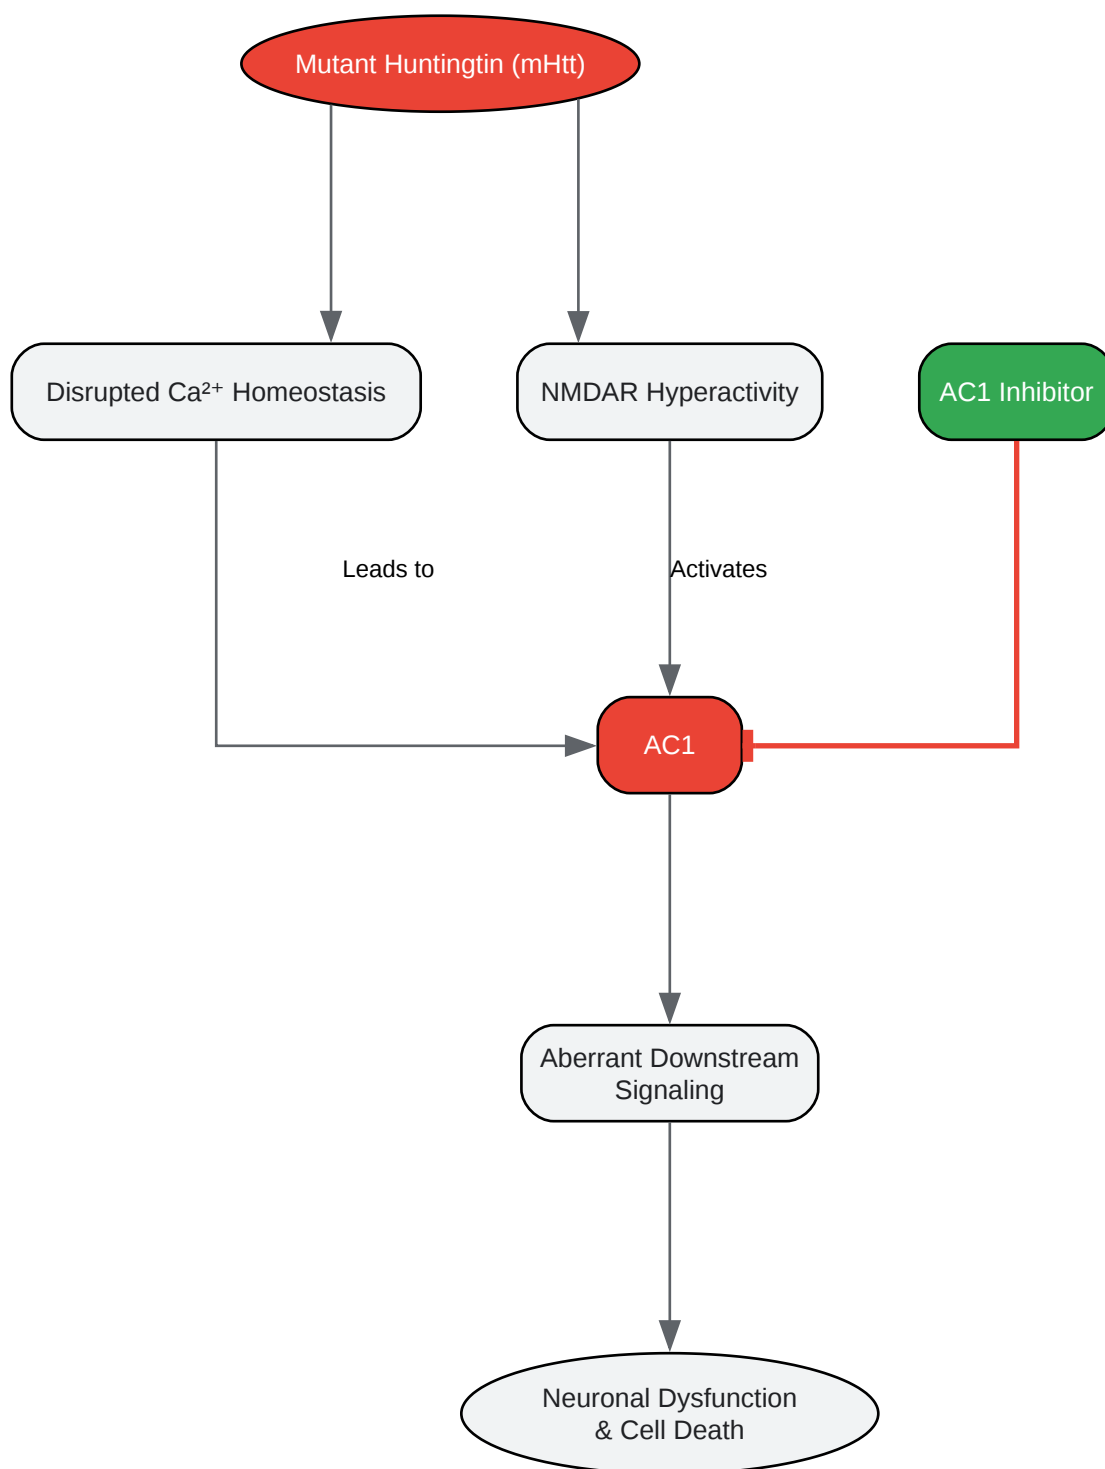 Mutant Huntingtin (mHtt)
Disrupted Ca²⁺ Homeostasis
NMDAR Hyperactivity
AC1 Inhibitor
Leads to
Activates
AC1
Aberrant Downstream
Signaling
Neuronal Dysfunction
& Cell Death